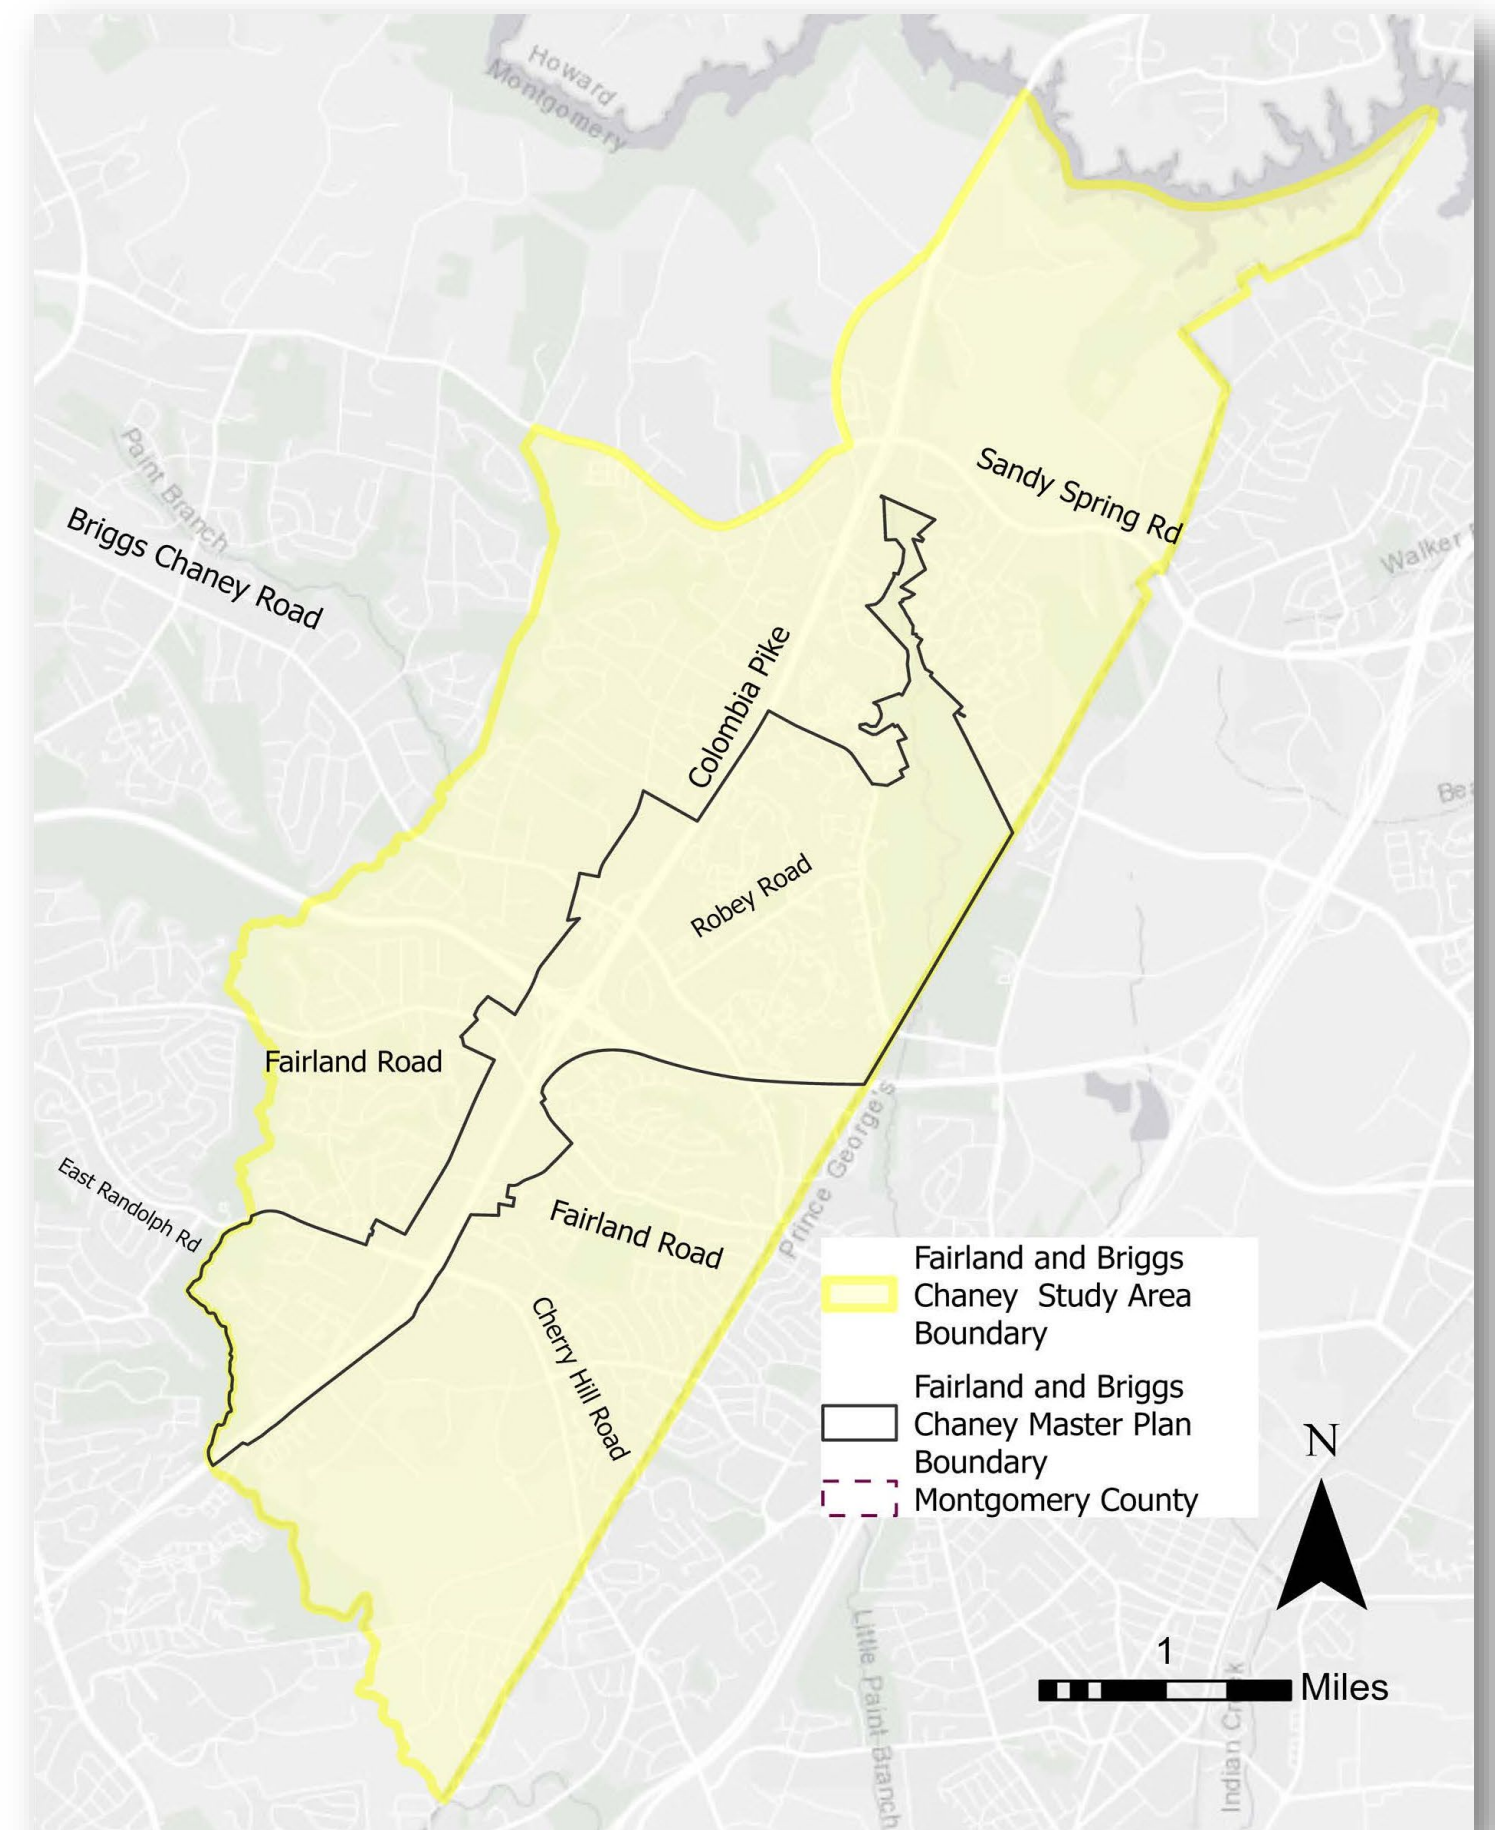 Howard
Montgomery
Sandy Spring Rd
Paint Branch
Briggs Chaney Road
Walker
Colombia Pike
Robey Road
Fairland Road
East Randolph Rd
Prince George's
Fairland Road
Cherry Hill Road
Fairland and Briggs
Chaney Study Area
Boundary
Fairland and Briggs
Chaney Master Plan
Boundary
Montgomery County
N
1
Miles
Little Paint Branch
Indian